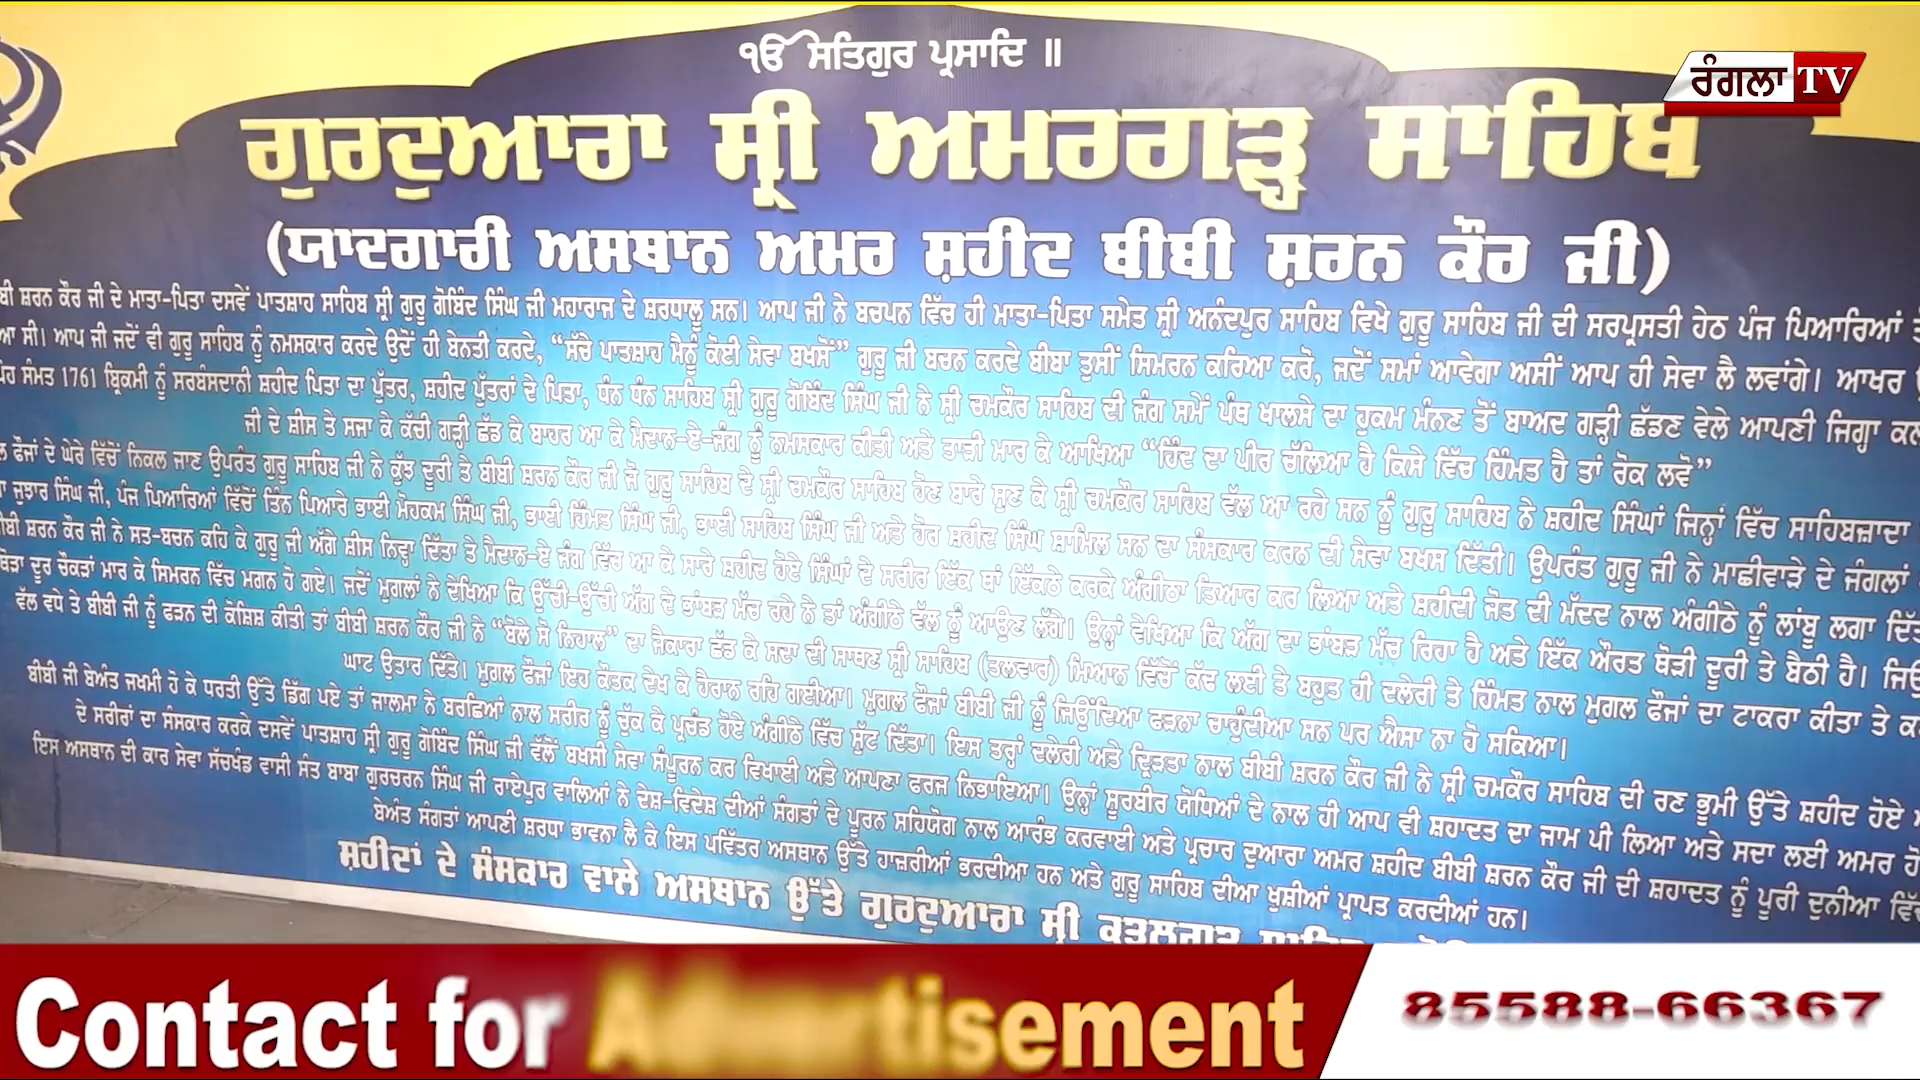 ੴ ਸਤਿਗੁਰ ਪ੍ਰਸਾਦਿ ॥
ਰੰਗਲਾ TV
ਗੁਰਦੁਆਰਾ ਸ੍ਰੀ ਅਮਰਗੜ੍ਹ ਸਾਹਿਬ
(ਯਾਦਗਾਰੀ ਅਸਥਾਨ ਅਮਰ ਸ਼ਹੀਦ ਬੀਬੀ ਸ਼ਰਨ ਕੌਰ ਜੀ)
ਸ਼ਰਨ ਕੌਰ ਜੀ ਦੇ ਮਾਤਾ-ਪਿਤਾ ਦਸਵੇਂ ਪਾਤਸ਼ਾਹ ਸਾਹਿਬ ਸ੍ਰੀ ਗੁਰੂ ਗੋਬਿੰਦ ਸਿੰਘ ਜੀ ਮਹਾਰਾਜ ਦੇ ਸ਼ਰਧਾਲੂ ਸਨ। ਆਪ ਜੀ ਨੇ ਬਚਪਨ ਵਿੱਚ ਹੀ ਮਾਤਾ-ਪਿਤਾ ਸਮੇਤ ਸ੍ਰੀ ਅਨੰਦਪੁਰ ਸਾਹਿਬ ਵਿਖੇ ਗੁਰੂ ਸਾਹਿਬ ਜੀ ਦੀ ਸਰਪ੍ਰਸਤੀ ਹੇਠ ਪੰਜ ਪਿਆਰਿਆਂ
ਸੀ। ਆਪ ਜੀ ਜਦੋਂ ਵੀ ਗੁਰੂ ਸਾਹਿਬ ਨੂੰ ਨਮਸਕਾਰ ਕਰਦੇ ਉਦੋਂ ਹੀ ਬੇਨਤੀ ਕਰਦੇ, “ਸੱਚੇ ਪਾਤਸ਼ਾਹ ਮੈਨੂੰ ਕੋਈ ਸੇਵਾ ਬਖਸੋਂ” ਗੁਰੂ ਜੀ ਬਚਨ ਕਰਦੇ ਬੀਬਾ ਤੁਸੀਂ ਸਿਮਰਨ ਕਰਿਆ ਕਰੋ, ਜਦੋਂ ਸਮਾਂ ਆਵੇਗਾ ਅਸੀਂ ਆਪ ਹੀ ਸੇਵਾ ਲੈ ਲਵਾਂਗੇ। ਆਖਰ
ਸੰਮਤ 1761 ਬ੍ਰਿਕਮੀ ਨੂੰ ਸਰਬੰਸਦਾਨੀ ਸ਼ਹੀਦ ਪਿਤਾ ਦਾ ਪੁੱਤਰ, ਸ਼ਹੀਦ ਪੁੱਤਰਾਂ ਦੇ ਪਿਤਾ, ਧੰਨ ਧੰਨ ਸਾਹਿਬ ਸ੍ਰੀ ਗੁਰੂ ਗੋਬਿੰਦ ਸਿੰਘ ਜੀ ਨੇ ਸ੍ਰੀ ਚਮਕੌਰ ਸਾਹਿਬ ਦੀ ਜੰਗ ਸਮੇਂ ਪੰਥ ਖਾਲਸੇ ਦਾ ਹੁਕਮ ਮੰਨਣ ਤੋਂ ਬਾਅਦ ਗੜ੍ਹੀ ਛੱਡਣ ਵੇਲੇ ਆਪਣੀ ਜਿਗ੍ਹਾ
ਜੀ ਦੇ ਸ਼ੀਸ ਤੇ ਸਜਾ ਕੇ ਕੱਚੀ ਗੜ੍ਹੀ ਛੱਡ ਕੇ ਬਾਹਰ ਆ ਕੇ ਮੈਦਾਨ-ਏ-ਜੰਗ ਨੂੰ ਨਮਸਕਾਰ ਕੀਤੀ ਅਤੇ ਤਾੜੀ ਮਾਰ ਕੇ ਆਖਿਆ “ਹਿੰਦ ਦਾ ਪੀਰ ਚੱਲਿਆ ਹੈ ਕਿਸੇ ਵਿੱਚ ਹਿੰਮਤ ਹੈ ਤਾਂ ਰੋਕ ਲਵੋ”
ਫੌਜਾਂ ਦੇ ਘੇਰੇ ਵਿੱਚੋਂ ਨਿਕਲ ਜਾਣ ਉਪਰੰਤ ਗੁਰੂ ਸਾਹਿਬ ਜੀ ਨੇ ਕੁੱਝ ਦੂਰੀ ਤੇ ਬੀਬੀ ਸ਼ਰਨ ਕੌਰ ਜੀ ਜੋ ਗੁਰੂ ਸਾਹਿਬ ਦੇ ਸ੍ਰੀ ਚਮਕੌਰ ਸਾਹਿਬ ਹੋਣ ਬਾਰੇ ਸੁਣ ਕੇ ਸ੍ਰੀ ਚਮਕੌਰ ਸਾਹਿਬ ਵੱਲ ਆ ਰਹੇ ਸਨ ਨੂੰ ਗੁਰੂ ਸਾਹਿਬ ਨੇ ਸ਼ਹੀਦ ਸਿੰਘਾਂ ਜਿਨ੍ਹਾਂ ਵਿੱਚ ਸਾਹਿਬਜ਼ਾਦਾ
ਜੁਝਾਰ ਸਿੰਘ ਜੀ, ਪੰਜ ਪਿਆਰਿਆਂ ਵਿੱਚੋਂ ਤਿੰਨ ਪਿਆਰੇ ਭਾਈ ਮੋਹਕਮ ਸਿੰਘ ਜੀ, ਭਾਈ ਹਿੰਮਤ ਸਿੰਘ ਜੀ, ਭਾਈ ਸਾਹਿਬ ਸਿੰਘ ਜੀ ਅਤੇ ਹੋਰ ਸ਼ਹੀਦ ਸਿੰਘ ਸ਼ਾਮਿਲ ਸਨ ਦਾ ਸੰਸਕਾਰ ਕਰਨ ਦੀ ਸੇਵਾ ਬਖਸ ਦਿੱਤੀ। ਉਪਰੰਤ ਗੁਰੂ ਜੀ ਨੇ ਮਾਛੀਵਾੜੇ ਦੇ ਜੰਗਲਾਂ
ਸ਼ਰਨ ਕੌਰ ਜੀ ਨੇ ਸਤ-ਬਚਨ ਕਹਿ ਕੇ ਗੁਰੂ ਜੀ ਅੱਗੇ ਸ਼ੀਸ ਨਿਵ੍ਹਾ ਦਿੱਤਾ ਤੇ ਮੈਦਾਨ-ਏ ਜੰਗ ਵਿੱਚ ਆ ਕੇ ਸਾਰੇ ਸ਼ਹੀਦ ਹੋਏ ਸਿੰਘਾਂ ਦੇ ਸਰੀਰ ਇੱਕ ਥਾਂ ਇੱਕਠੇ ਕਰਕੇ ਅੰਗੀਠਾ ਤਿਆਰ ਕਰ ਲਿਆ ਅਤੇ ਸ਼ਹੀਦੀ ਜੋਤ ਦੀ ਮੱਦਦ ਨਾਲ ਅੰਗੀਠੇ ਨੂੰ ਲਾਂਬੂ ਲਗਾ
ਥੋੜਾ ਦੂਰ ਚੌਕੜਾਂ ਮਾਰ ਕੇ ਸਿਮਰਨ ਵਿੱਚ ਮਗਨ ਹੋ ਗਏ। ਜਦੋਂ ਮੁਗਲਾਂ ਨੇ ਦੇਖਿਆ ਕਿ ਉੱਚੀ-ਉੱਚੀ ਅੱਗ ਦੇ ਭਾਂਬੜ ਮੱਚ ਰਹੇ ਨੇ ਤਾਂ ਅੰਗੀਠੇ ਵੱਲ ਨੂੰ ਆਉਣ ਲੱਗੇ। ਉਨ੍ਹਾਂ ਵੇਖਿਆ ਕਿ ਅੱਗ ਦਾ ਭਾਂਬੜ ਮੱਚ ਰਿਹਾ ਹੈ ਅਤੇ ਇੱਕ ਔਰਤ ਥੋੜੀ ਦੂਰੀ ਤੇ ਬੈਠੀ ਹੈ।
ਵੱਲ ਵਧੇ ਤੇ ਬੀਬੀ ਜੀ ਨੂੰ ਫੜਨ ਦੀ ਕੋਸ਼ਿਸ਼ ਕੀਤੀ ਤਾਂ ਬੀਬੀ ਸ਼ਰਨ ਕੌਰ ਜੀ ਨੇ “ਬੋਲੇ ਸੋ ਨਿਹਾਲ” ਦਾ ਜੈਕਾਰਾ ਛੱਡ ਕੇ ਸਦਾ ਦੀ ਸਾਥਣ ਸ੍ਰੀ ਸਾਹਿਬ (ਤਲਵਾਰ) ਮਿਆਨ ਵਿੱਚੋਂ ਕੱਢ ਲਈ ਤੇ ਬਹੁਤ ਹੀ ਦਲੇਰੀ ਤੇ ਹਿੰਮਤ ਨਾਲ ਮੁਗਲ ਫੌਜਾਂ ਦਾ ਟਾਕਰਾ ਕੀਤਾ ਤੇ
ਘਾਟ ਉਤਾਰ ਦਿੱਤੇ। ਮੁਗਲ ਫੌਜਾਂ ਇਹ ਕੋਤਕ ਦੇਖ ਕੇ ਹੈਰਾਨ ਰਹਿ ਗਈਆ। ਮੁਗਲ ਫੌਜਾਂ ਬੀਬੀ ਜੀ ਨੂੰ ਜਿਉਂਦਿਆ ਫੜਨਾ ਚਾਹੁੰਦੀਆ ਸਨ ਪਰ ਐਸਾ ਨਾ ਹੋ ਸਕਿਆ।
ਬੀਬੀ ਜੀ ਬੇਅੰਤ ਜਖਮੀ ਹੋ ਕੇ ਧਰਤੀ ਉੱਤੇ ਡਿੱਗ ਪਏ ਤਾਂ ਜਾਲਮਾ ਨੇ ਬਰਛਿਆਂ ਨਾਲ ਸਰੀਰ ਨੂੰ ਚੁੱਕ ਕੇ ਪ੍ਰਚੰਡ ਹੋਏ ਅੰਗੀਠੇ ਵਿੱਚ ਸੁੱਟ ਦਿੱਤਾ। ਇਸ ਤਰ੍ਹਾਂ ਦਲੇਰੀ ਅਤੇ ਦ੍ਰਿੜਤਾ ਨਾਲ ਬੀਬੀ ਸ਼ਰਨ ਕੌਰ ਜੀ ਨੇ ਸ੍ਰੀ ਚਮਕੌਰ ਸਾਹਿਬ ਦੀ ਰਣ ਭੂਮੀ ਉੱਤੇ ਸ਼ਹੀਦ ਹੋਏ
ਦੇ ਸਰੀਰਾਂ ਦਾ ਸੰਸਕਾਰ ਕਰਕੇ ਦਸਵੇਂ ਪਾਤਸ਼ਾਹ ਸ੍ਰੀ ਗੁਰੂ ਗੋਬਿੰਦ ਸਿੰਘ ਜੀ ਵੱਲੋਂ ਬਖਸੀ ਸੇਵਾ ਸੰਪੂਰਨ ਕਰ ਵਿਖਾਈ ਅਤੇ ਆਪਣਾ ਫਰਜ ਨਿਭਾਇਆ। ਉਨ੍ਹਾਂ ਸੂਰਬੀਰ ਯੋਧਿਆਂ ਦੇ ਨਾਲ ਹੀ ਆਪ ਵੀ ਸ਼ਹਾਦਤ ਦਾ ਜਾਮ ਪੀ ਲਿਆ ਅਤੇ ਸਦਾ ਲਈ ਅਮਰ
ਇਸ ਅਸਥਾਨ ਦੀ ਕਾਰ ਸੇਵਾ ਸੱਚਖੰਡ ਵਾਸੀ ਸੰਤ ਬਾਬਾ ਗੁਰਚਰਨ ਸਿੰਘ ਜੀ ਰਾਏਪੁਰ ਵਾਲਿਆਂ ਨੇ ਦੇਸ਼-ਵਿਦੇਸ਼ ਦੀਆਂ ਸੰਗਤਾਂ ਦੇ ਪੂਰਨ ਸਹਿਯੋਗ ਨਾਲ ਆਰੰਭ ਕਰਵਾਈ ਅਤੇ ਪ੍ਰਚਾਰ ਦੁਆਰਾ ਅਮਰ ਸ਼ਹੀਦ ਬੀਬੀ ਸ਼ਰਨ ਕੌਰ ਜੀ ਦੀ ਸ਼ਹਾਦਤ ਨੂੰ ਪੂਰੀ ਦੁਨੀਆ
ਬੇਅੰਤ ਸੰਗਤਾਂ ਆਪਣੀ ਸ਼ਰਧਾ ਭਾਵਨਾ ਲੈ ਕੇ ਇਸ ਪਵਿੱਤਰ ਅਸਥਾਨ ਉੱਤੇ ਹਾਜ਼ਰੀਆਂ ਭਰਦੀਆ ਹਨ ਅਤੇ ਗੁਰੂ ਸਾਹਿਬ ਦੀਆ ਖੁਸ਼ੀਆਂ ਪ੍ਰਾਪਤ ਕਰਦੀਆਂ ਹਨ।
ਸ਼ਹੀਦਾਂ ਦੇ ਸੰਸਕਾਰ ਵਾਲੇ ਅਸਥਾਨ ਉੱਤੇ ਗੁਰਦੁਆਰਾ ਸ੍ਰੀ
Contact for Advertisement
85588-66367